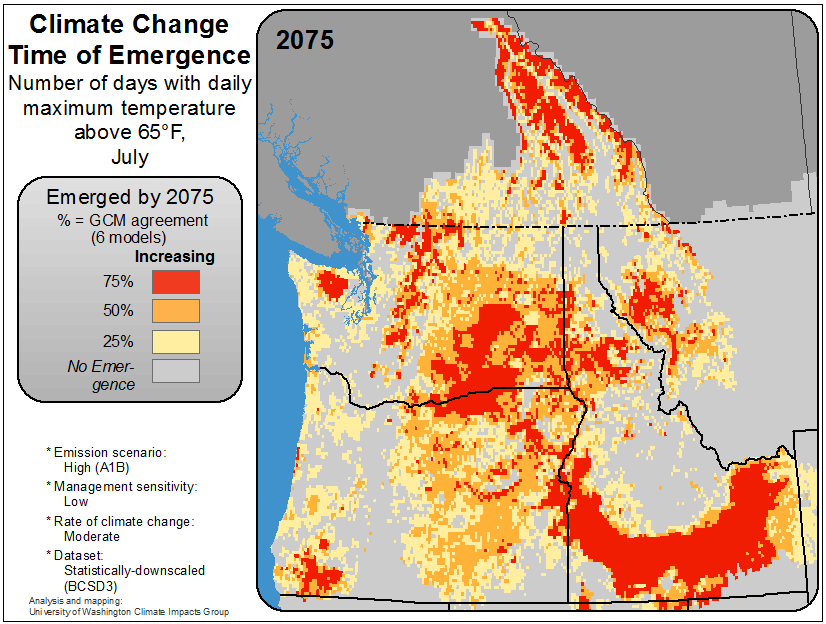 Climate Change
Time of Emergence
Number of days with daily
maximum temperature
above 65°F,
July
2075
Emerged by 2075
% = GCM agreement
(6 models)
Increasing
75%
50%
25%
No Emer-
gence
* Emission scenario:
High (A1B)
* Management sensitivity:
Low
* Rate of climate change:
Moderate
* Dataset:
Statistically-downscaled
(BCSD3)
Analysis and mapping:
University of Washington Climate Impacts Group